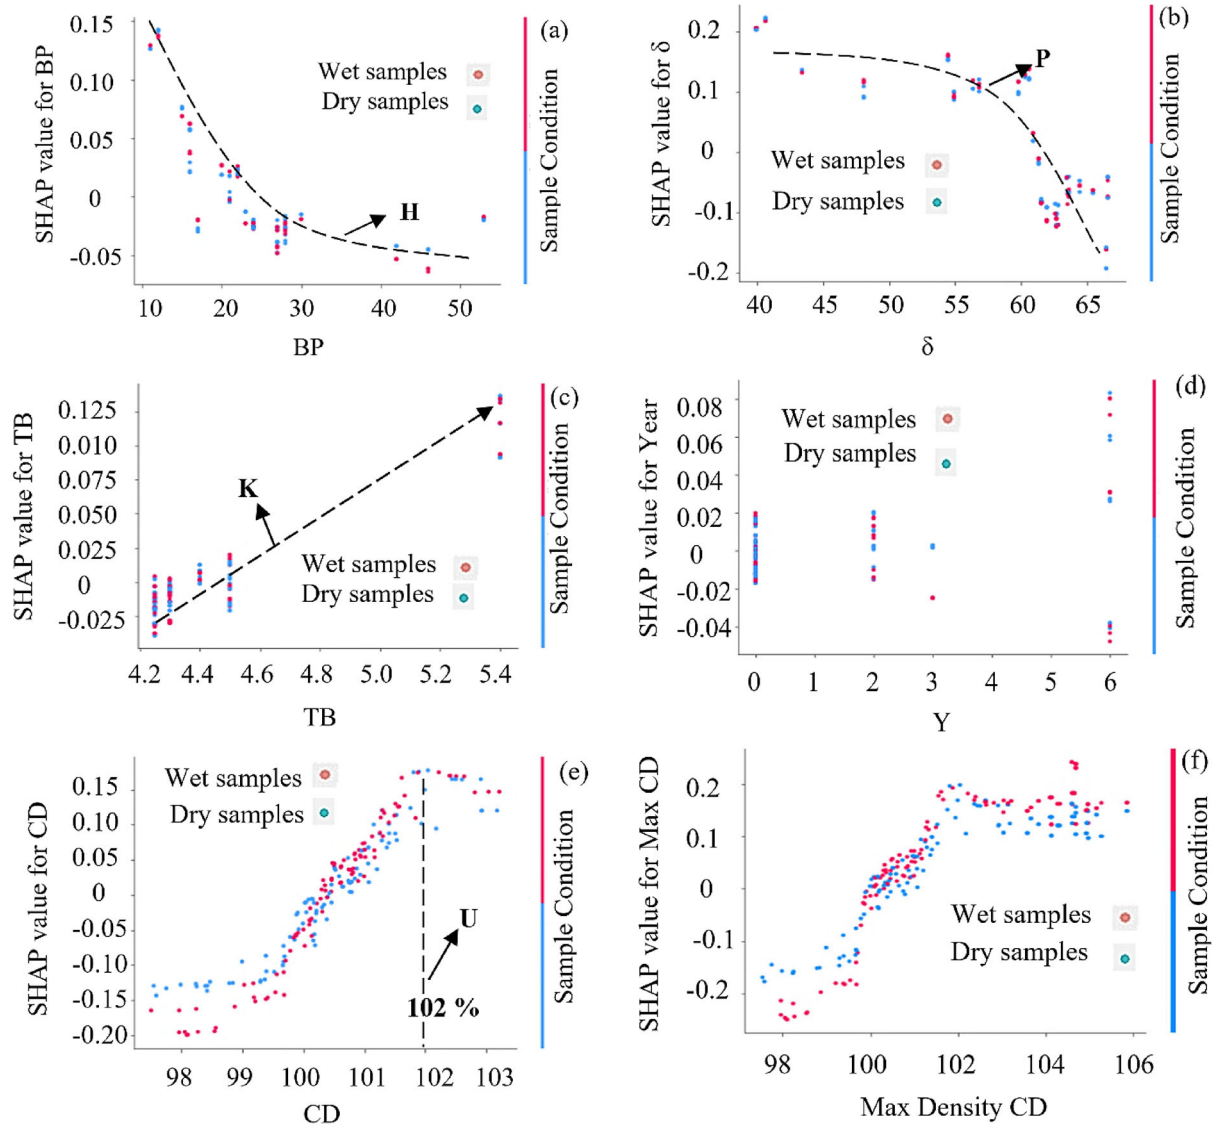 (a)
SHAP value for BP
0.15
0.10
0.05
0
-0.05
Wet samples
Dry samples
H
10 20 30 40 50
BP
Sample Condition
(b)
SHAP value for δ
0.2
0.1
0
-0.1
-0.2
P
Wet samples
Dry samples
40 45 50 55 60 65
δ
Sample Condition
(c)
SHAP value for TB
0.125
0.100
0.075
0.050
0.025
0
-0.025
K
Wet samples
Dry samples
4.2 4.4 4.6 4.8 5.0 5.2 5.4
TB
Sample Condition
(d)
SHAP value for Year
0.08
0.06
0.04
0.02
0
-0.02
-0.04
Wet samples
Dry samples
0 1 2 3 4 5 6
Y
Sample Condition
(e)
SHAP value for CD
0.15
0.10
0.05
0
-0.05
-0.10
-0.15
-0.20
Wet samples
Dry samples
U
102 %
98 99 100 101 102 103
CD
Sample Condition
(f)
SHAP value for Max CD
0.2
0.1
0
-0.1
-0.2
Wet samples
Dry samples
98 100 102 104 106
Max Density CD
Sample Condition